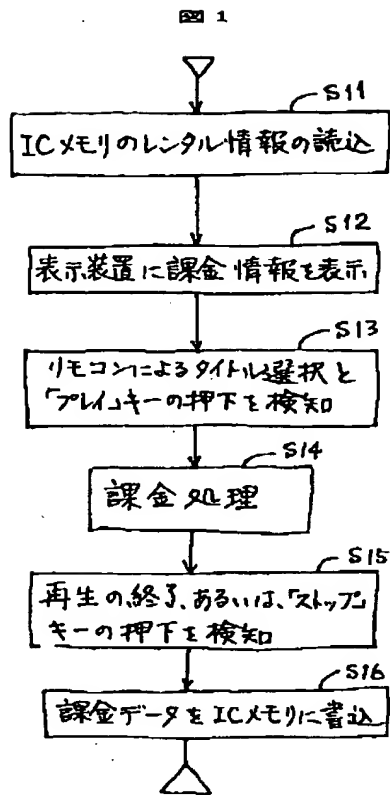 図 1
S11
ICメモリのレンタル情報の読込
S12
表示装置に課金情報を表示
S13
リモコンによるタイトル選択と
「プレイ」キーの押下を検知
S14
課金処理
S15
再生の終了、あるいは、「ストップ」
キーの押下を検知
S16
課金データをICメモリに書込